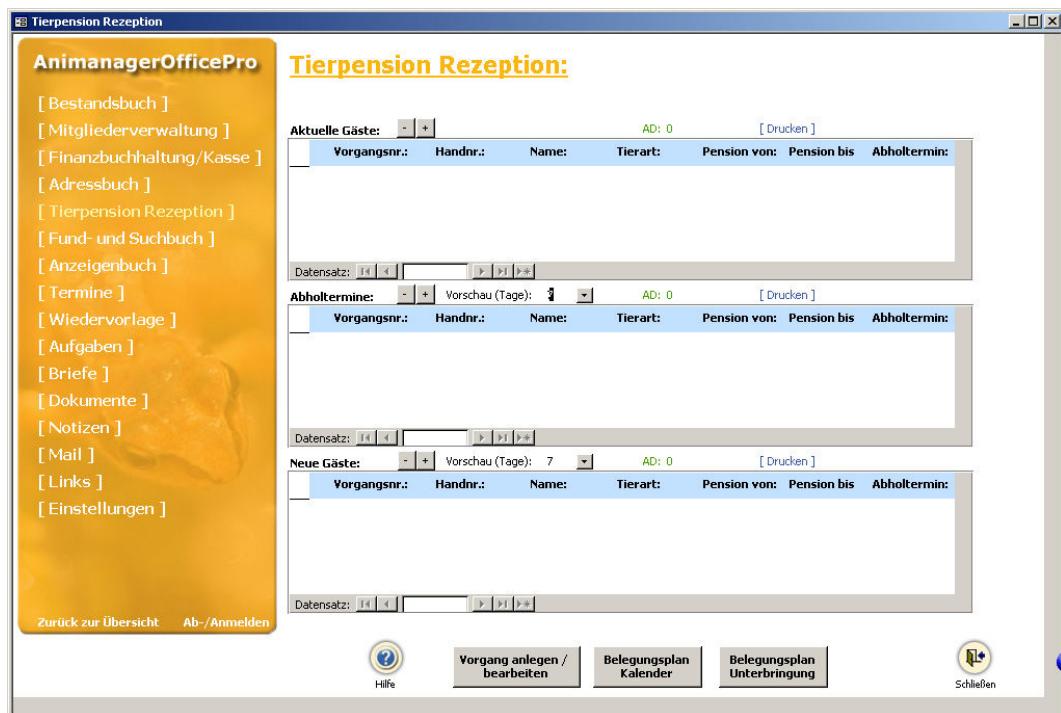 Tierpension Rezeption
AnimanagerOfficePro
[ Bestandsbuch ]
[ Mitgliederverwaltung ]
[ Finanzbuchhaltung/Kasse ]
[ Adressbuch ]
[ Tierpension Rezeption ]
[ Fund- und Suchbuch ]
[ Anzeigenbuch ]
[ Termine ]
[ Wiedervorlage ]
[ Aufgaben ]
[ Briefe ]
[ Dokumente ]
[ Notizen ]
[ Mail ]
[ Links ]
[ Einstellungen ]
Zurück zur Übersicht Ab-/Anmelden
Tierpension Rezeption:
Aktuelle Gäste: - + AD: 0 [ Drucken ]
Vorgangsnr.: Handnr.: Name: Tierart: Pension von: Pension bis Abholtermin:
Datensatz:
Abholtermine: - + Vorschau (Tage): AD: 0 [ Drucken ]
Vorgangsnr.: Handnr.: Name: Tierart: Pension von: Pension bis Abholtermin:
Datensatz:
Neue Gäste: - + Vorschau (Tage): 7 AD: 0 [ Drucken ]
Vorgangsnr.: Handnr.: Name: Tierart: Pension von: Pension bis Abholtermin:
Datensatz:
Hilfe
Vorgang anlegen /
bearbeiten
Belegungsplan
Kalender
Belegungsplan
Unterbringung
Schließen